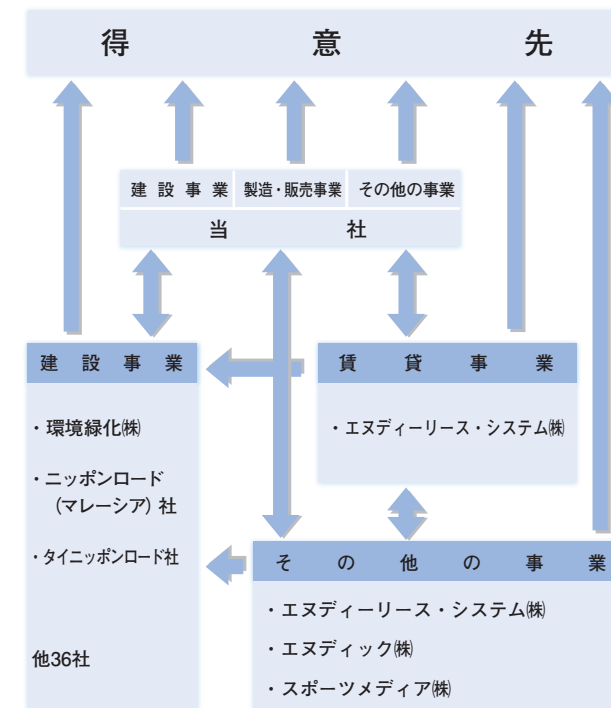 得意先
建設事業 製造・販売事業 その他の事業
当社
建設事業
・環境緑化㈱
・ニッポンロード
（マレーシア）社
・タイニッポンロード社
他36社
賃貸事業
・エヌディーリース・システム㈱
その他の事業
・エヌディーリース・システム㈱
・エヌディック㈱
・スポーツメディア㈱